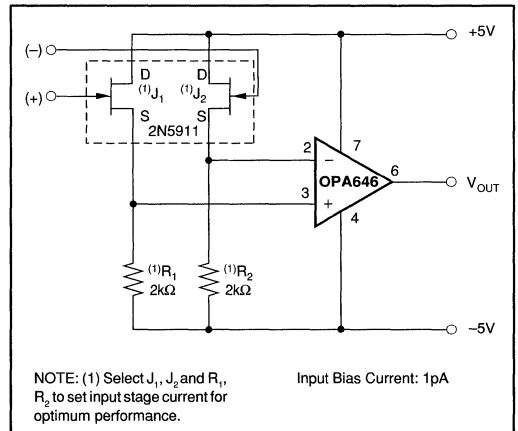 +5V
(–)
D D
(+) (1)J1 (1)J2
S S
2N5911
2 – 7
OPA646 6 VOUT
3 + 4
(1)R1 (1)R2
2kΩ 2kΩ
–5V
NOTE: (1) Select J1, J2 and R1,
R2 to set input stage current for
optimum performance.
Input Bias Current: 1pA